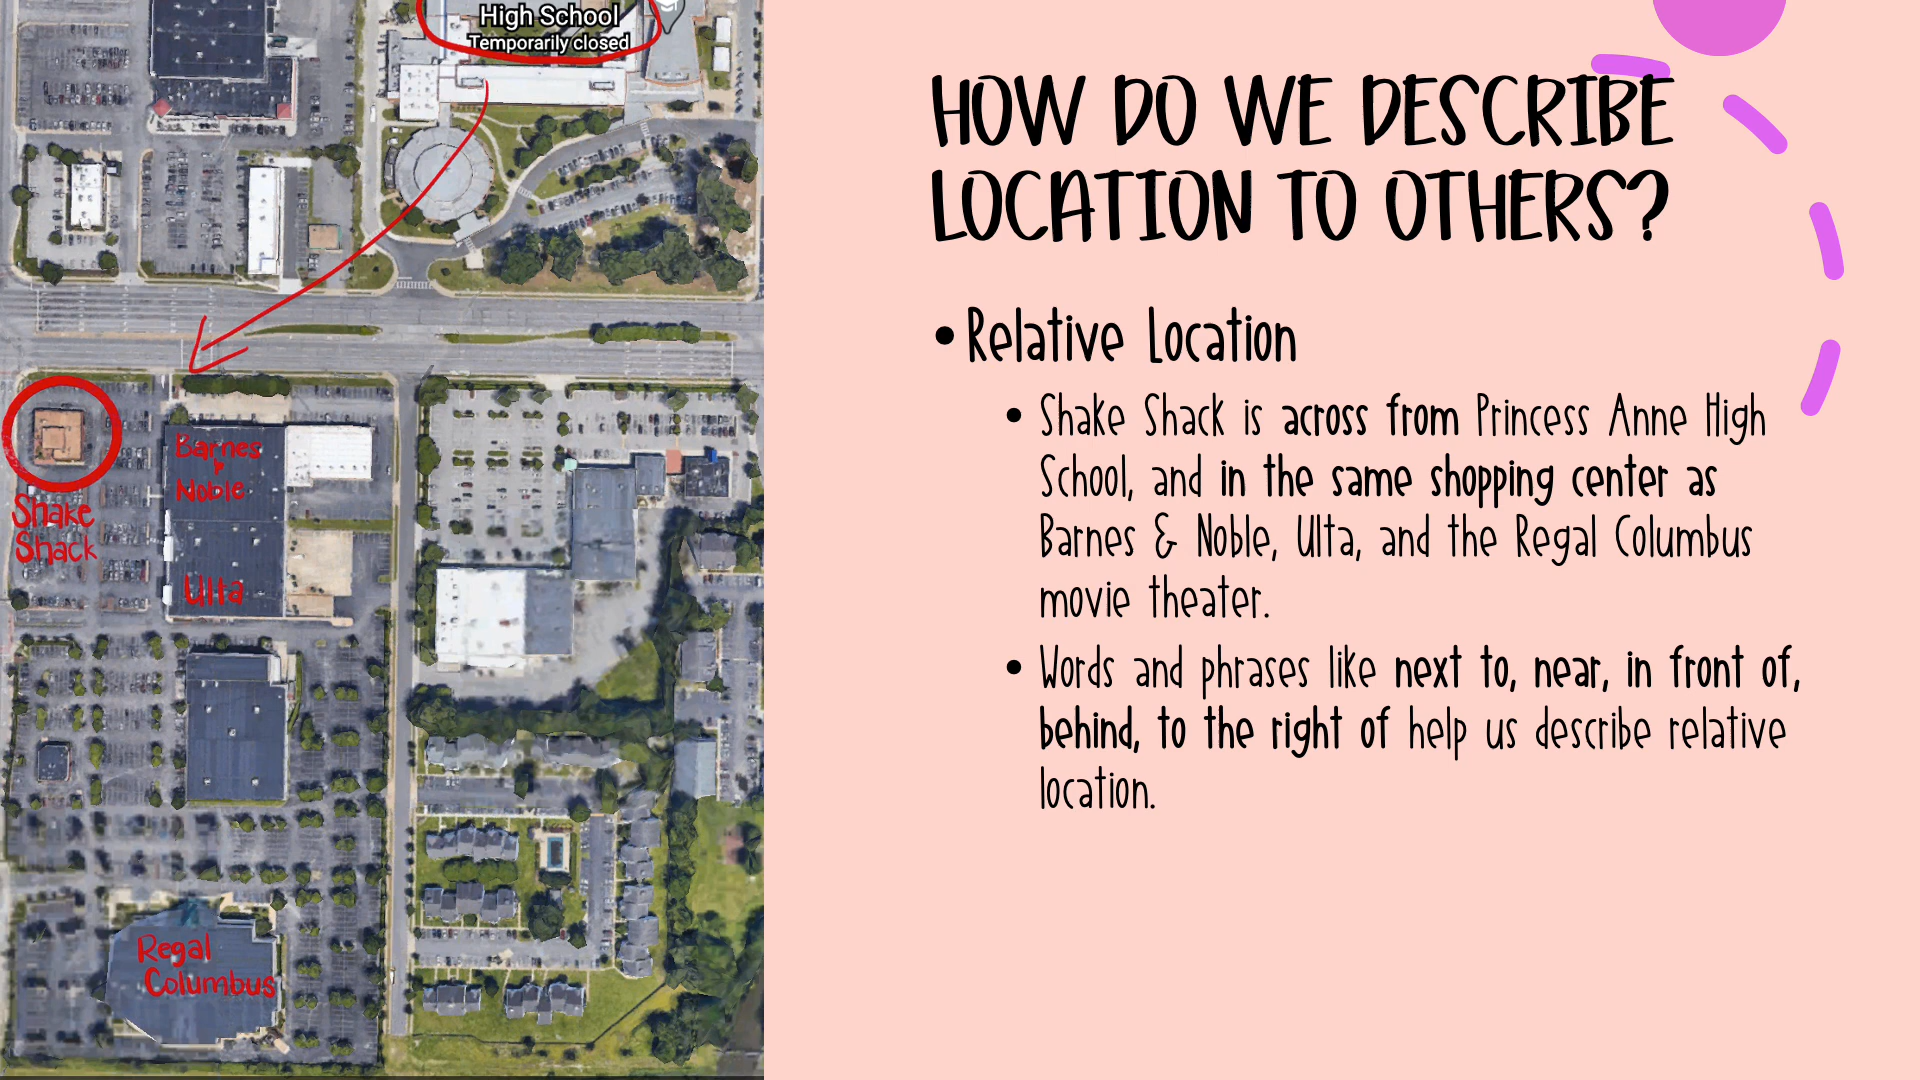 High School
Temporarily closed
Barnes
&
Noble
Shake
Shack
Ulta
Regal
Columbus
HOW DO WE DESCRIBE
LOCATION TO OTHERS?
• Relative Location
• Shake Shack is across from Princess Anne High
School, and in the same shopping center as
Barnes & Noble, Ulta, and the Regal Columbus
movie theater.
• Words and phrases like next to, near, in front of,
behind, to the right of help us describe relative
location.